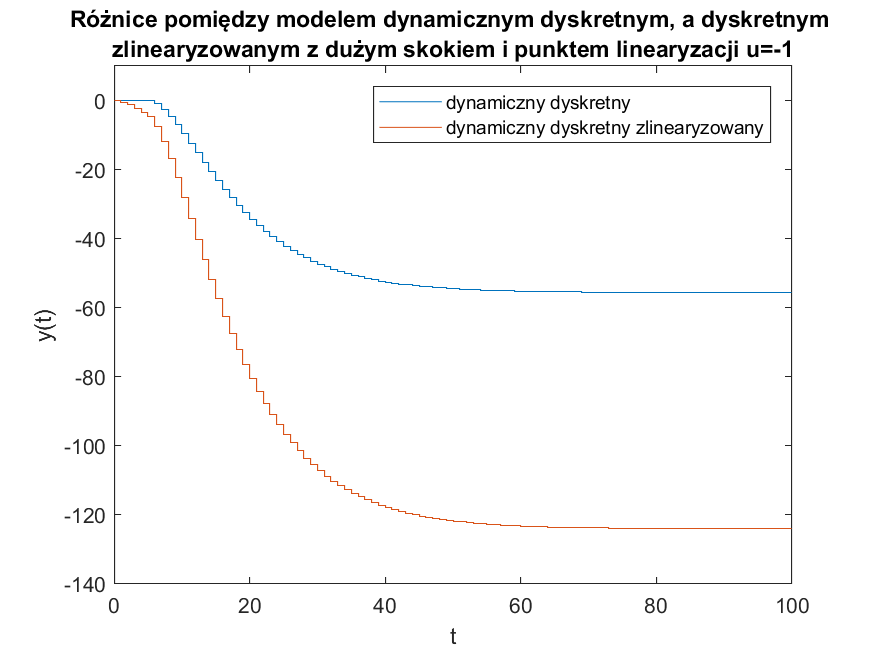 Różnice pomiędzy modelem dynamicznym dyskretnym, a dyskretnym
zlinearyzowanym z dużym skokiem i punktem linearyzacji u=-1
dynamiczny dyskretny
dynamiczny dyskretny zlinearyzowany
0
-20
-40
-60
-80
-100
-120
-140
y(t)
0 20 40 60 80 100
t